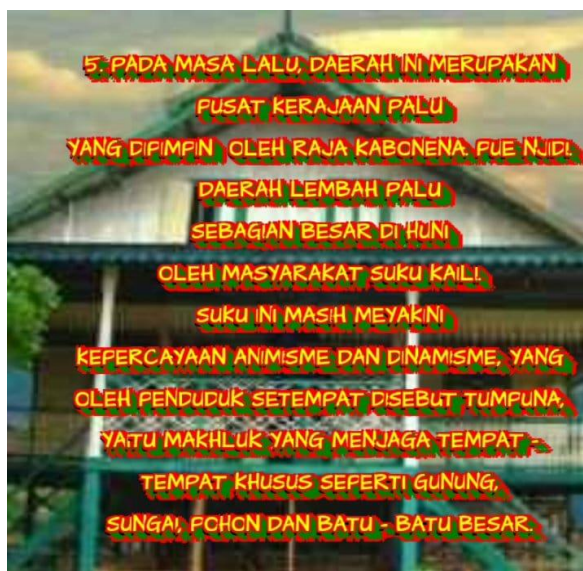 5. PADA MASA LALU, DAERAH INI MERUPAKAN
PUSAT KERAJAAN PALU
YANG DIPIMPIN OLEH RAJA KABONENA, PUE NJIDI.
DAERAH LEMBAH PALU
SEBAGIAN BESAR DI HUNI
OLEH MASYARAKAT SUKU KAILI.
SUKU INI MASIH MEYAKINI
KEPERCAYAAN ANIMISME DAN DINAMISME, YANG
OLEH PENDUDUK SETEMPAT DISEBUT TUMPUNA,
YAITU MAKHLUK YANG MENJAGA TEMPAT -
TEMPAT KHUSUS SEPERTI GUNUNG,
SUNGAI, POHON DAN BATU - BATU BESAR.